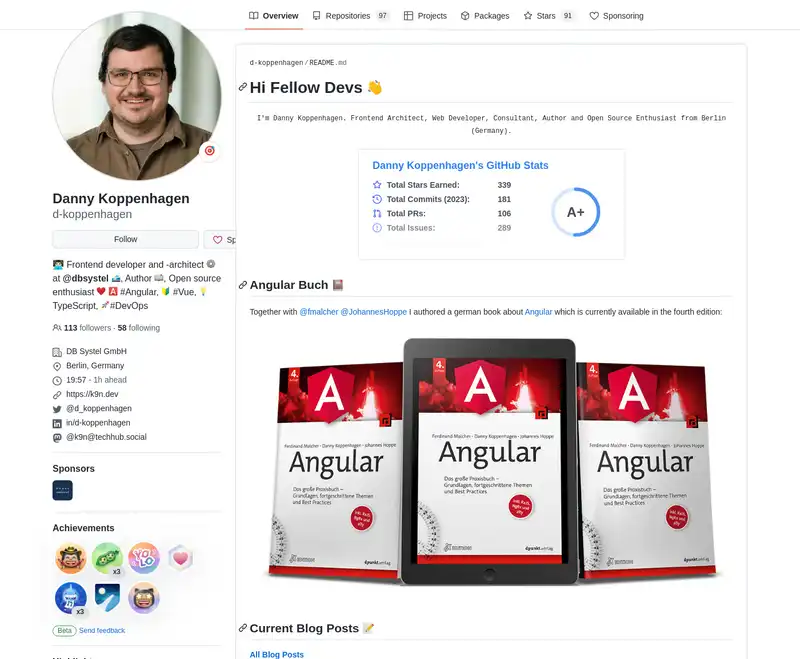 Overview
Repositories 97
Projects
Packages
Stars 91
Sponsoring
Danny Koppenhagen
d-koppenhagen
Follow
Sp
Frontend developer and -architect
at @dbsystel , Author , Open source
enthusiast #Angular, #Vue,
TypeScript, #DevOps
113 followers · 58 following
DB Systel GmbH
Berlin, Germany
19:57 - 1h ahead
https://k9n.dev
@d_koppenhagen
in/d-koppenhagen
@k9n@techhub.social
Sponsors
Achievements
YOLO
x3
x3
Beta Send feedback
d-koppenhagen/README.md
Hi Fellow Devs
I'm Danny Koppenhagen. Frontend Architect, Web Developer, Consultant, Author and Open Source Enthusiast from Berlin
(Germany).
Danny Koppenhagen's GitHub Stats
Total Stars Earned: 339
Total Commits (2023): 181
Total PRs: 106
Total Issues: 289
A+
Angular Buch
Together with @fmalcher @JohannesHoppe I authored a german book about Angular which is currently available in the fourth edition:
4.
A
Ferdinand Malcher · Danny Koppenhagen · Johannes Hoppe
Angular
Das große Praxisbuch –
Grundlagen, fortgeschrittene Themen
und Best Practices
dpunkt.verlag
4.
A
Ferdinand Malcher · Danny Koppenhagen · Johannes Hoppe
Angular
Das große Praxisbuch –
Grundlagen, fortgeschrittene Themen
und Best Practices
dpunkt.verlag
4.
A
Ferdinand Malcher · Danny Koppenhagen · Johannes Hoppe
Angular
Das große Praxisbuch –
Grundlagen, fortgeschrittene Themen
und Best Practices
dpunkt.verlag
Current Blog Posts
All Blog Posts